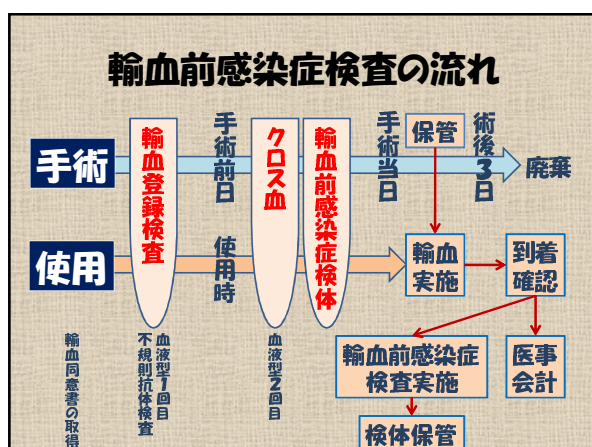 輸血前感染症検査の流れ
手術
輸血登録検査
手術前日
クロス血
輸血前感染症検体
手術当日
保管
術後3日
廃棄
使用
使用時
輸血
実施
到着
確認
輸血同意書の取得
血液型1回目
不規則抗体検査
血液型2回目
輸血前感染症
検査実施
医事
会計
検体保管